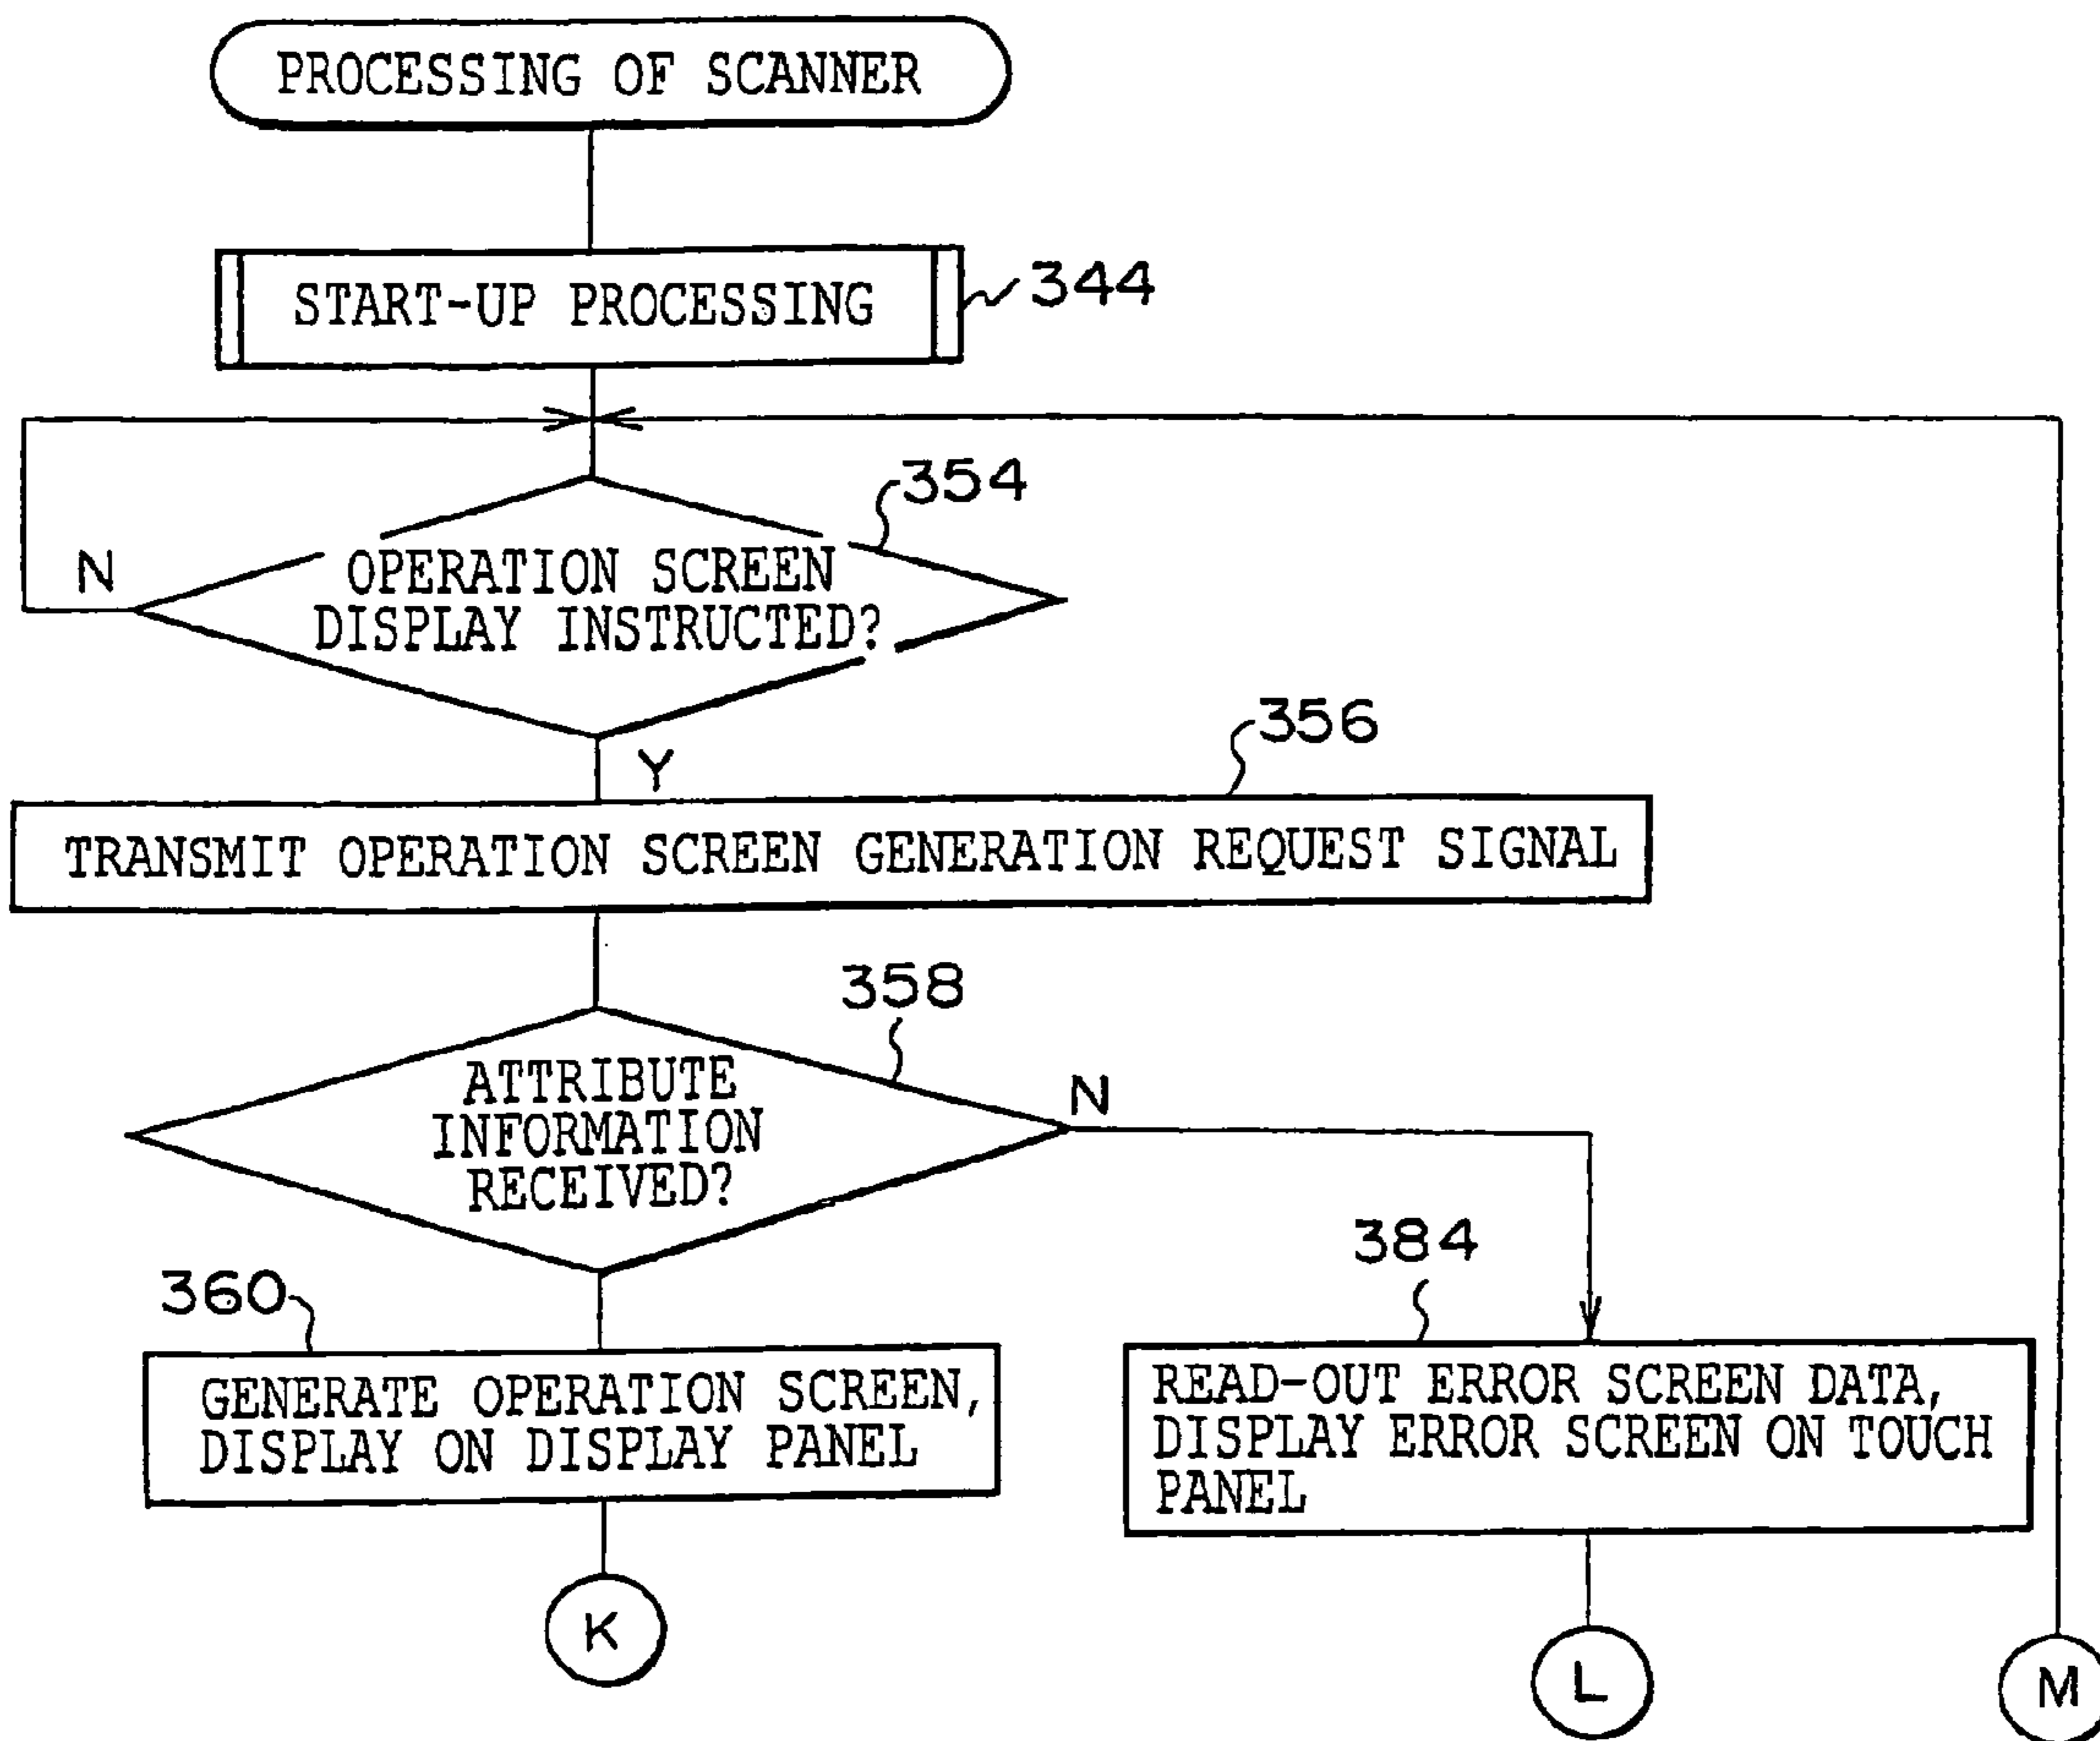 PROCESSING OF SCANNER
START-UP PROCESSING
344
354
N
OPERATION SCREEN
DISPLAY INSTRUCTED?
Y
356
TRANSMIT OPERATION SCREEN GENERATION REQUEST SIGNAL
358
ATTRIBUTE
INFORMATION
RECEIVED?
N
360
GENERATE OPERATION SCREEN,
DISPLAY ON DISPLAY PANEL
384
READ-OUT ERROR SCREEN DATA,
DISPLAY ERROR SCREEN ON TOUCH
PANEL
K
L
M